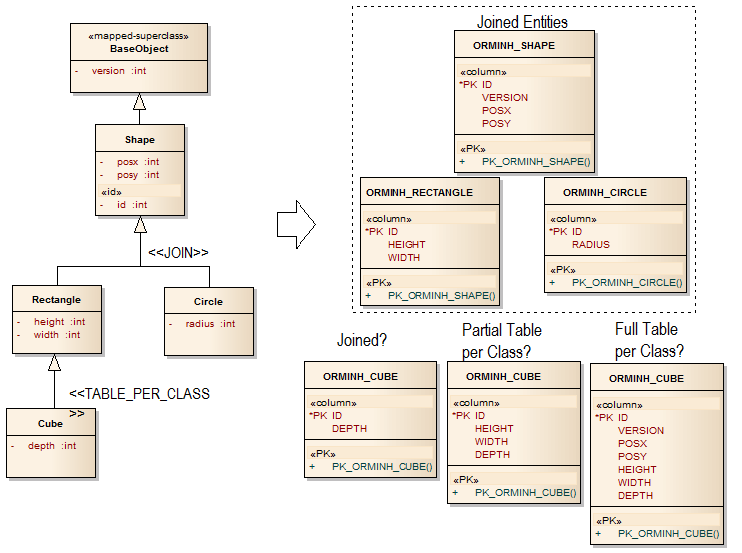 «mapped-superclass»
BaseObject
- version :int
Shape
- posx :int
- posy :int
«id»
- id :int
<<JOIN>>
Rectangle
- height :int
- width :int
Circle
- radius :int
<<TABLE_PER_CLASS
>>
Cube
- depth :int
Joined Entities
ORMINH_SHAPE
«column»
*PK ID
VERSION
POSX
POSY
«PK»
+ PK_ORMINH_SHAPE()
ORMINH_RECTANGLE
«column»
*PK ID
HEIGHT
WIDTH
«PK»
+ PK_ORMINH_SHAPE()
ORMINH_CIRCLE
«column»
*PK ID
RADIUS
«PK»
+ PK_ORMINH_CIRCLE()
Joined?
ORMINH_CUBE
«column»
*PK ID
DEPTH
«PK»
+ PK_ORMINH_CUBE()
Partial Table
per Class?
ORMINH_CUBE
«column»
*PK ID
HEIGHT
WIDTH
DEPTH
«PK»
+ PK_ORMINH_CUBE()
Full Table
per Class?
ORMINH_CUBE
«column»
*PK ID
VERSION
POSX
POSY
HEIGHT
WIDTH
DEPTH
«PK»
+ PK_ORMINH_CUBE()